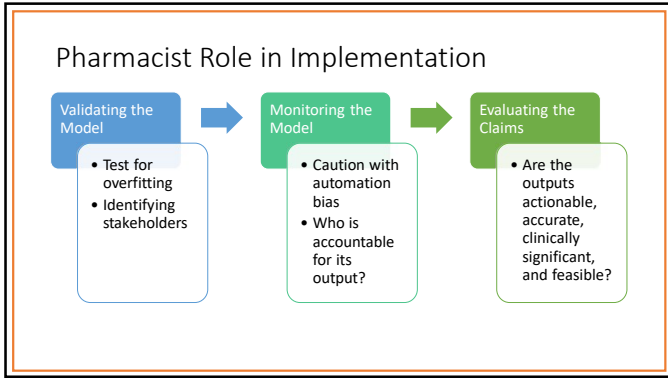 Pharmacist Role in Implementation
Validating the
Model
• Test for
overfitting
• Identifying
stakeholders
Monitoring the
Model
• Caution with
automation
bias
• Who is
accountable
for its
output?
Evaluating the
Claims
• Are the
outputs
actionable,
accurate,
clinically
significant,
and feasible?